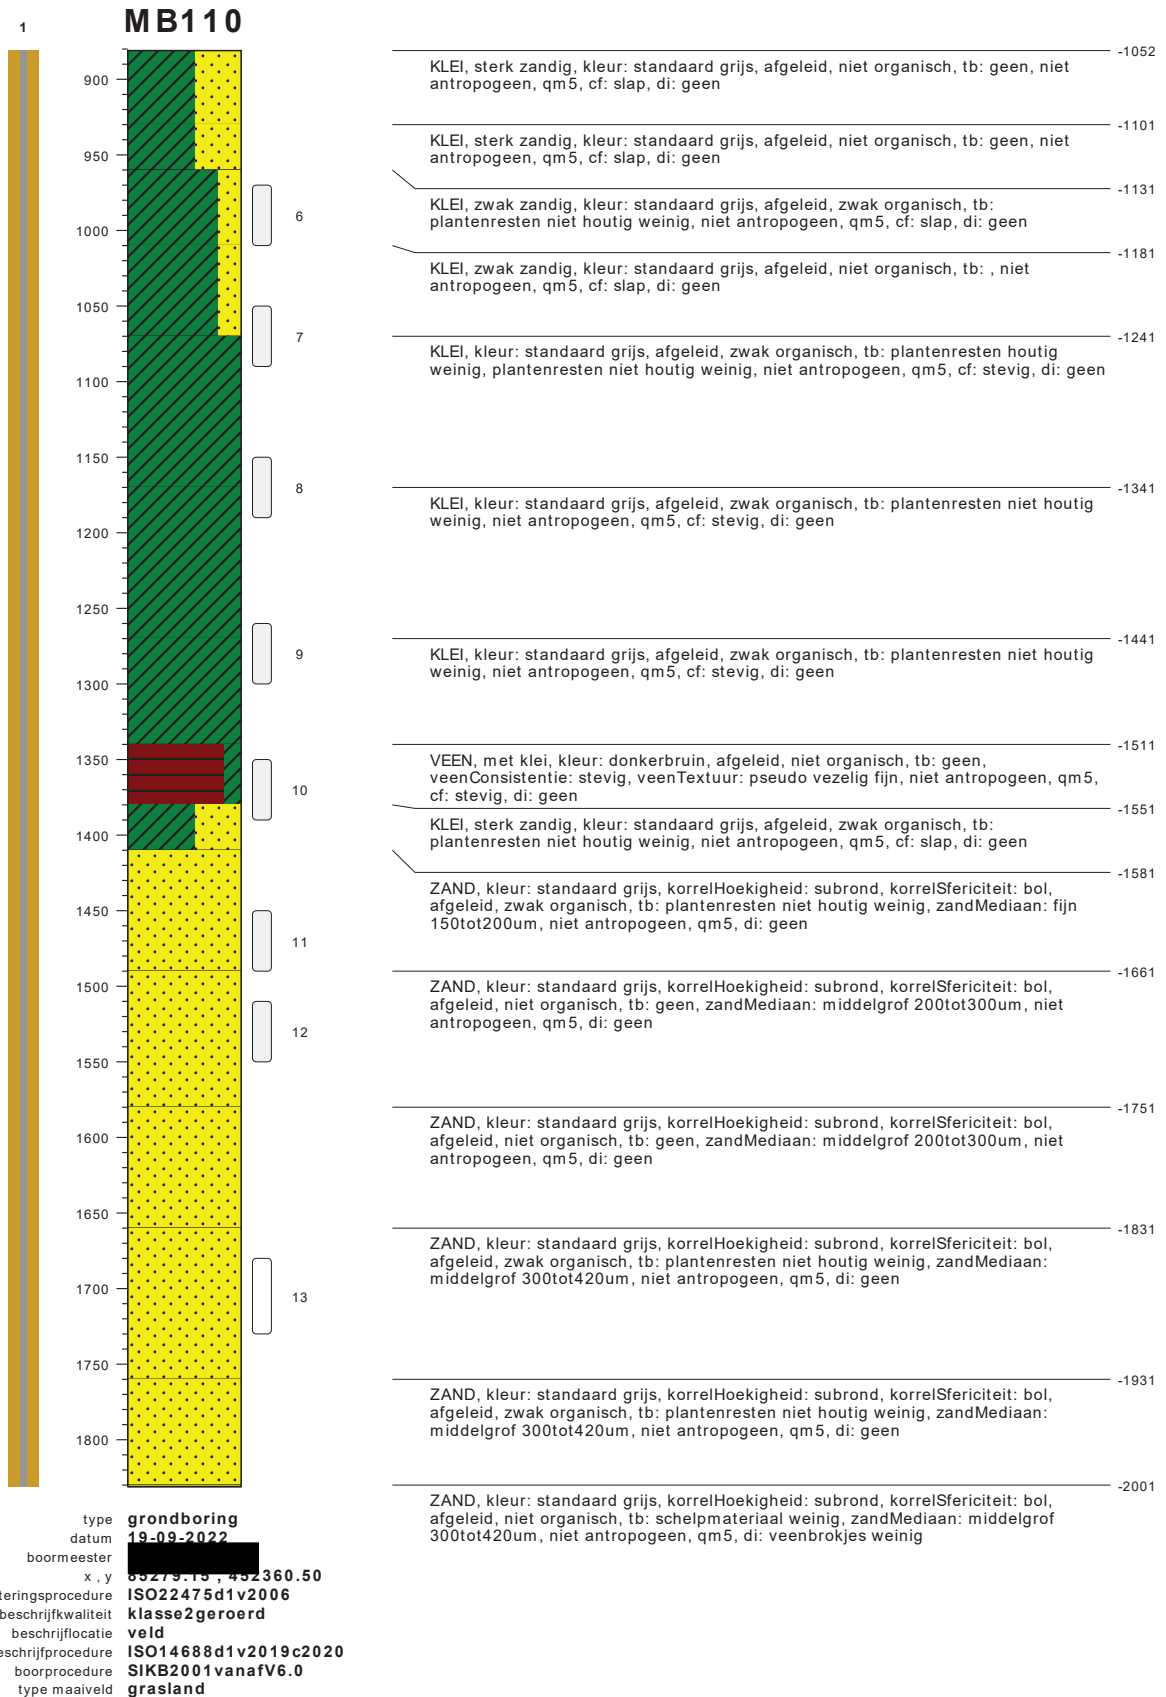 1
MB110
-1052
KLEI, sterk zandig, kleur: standaard grijs, afgeleid, niet organisch, tb: geen, niet
antropogeen, qm5, cf: slap, di: geen
900
-1101
KLEI, sterk zandig, kleur: standaard grijs, afgeleid, niet organisch, tb: geen, niet
antropogeen, qm5, cf: slap, di: geen
950
-1131
KLEI, zwak zandig, kleur: standaard grijs, afgeleid, zwak organisch, tb:
plantenresten niet houtig weinig, niet antropogeen, qm5, cf: slap, di: geen
6
1000
-1181
KLEI, zwak zandig, kleur: standaard grijs, afgeleid, niet organisch, tb: , niet
antropogeen, qm5, cf: slap, di: geen
1050
7
-1241
KLEI, kleur: standaard grijs, afgeleid, zwak organisch, tb: plantenresten houtig
weinig, plantenresten niet houtig weinig, niet antropogeen, qm5, cf: stevig, di: geen
1100
1150
8
-1341
KLEI, kleur: standaard grijs, afgeleid, zwak organisch, tb: plantenresten niet houtig
weinig, niet antropogeen, qm5, cf: stevig, di: geen
1200
1250
-1441
KLEI, kleur: standaard grijs, afgeleid, zwak organisch, tb: plantenresten niet houtig
weinig, niet antropogeen, qm5, cf: stevig, di: geen
9
1300
-1511
VEEN, met klei, kleur: donkerbruin, afgeleid, niet organisch, tb: geen,
veenConsistentie: stevig, veenTextuur: pseudo vezelig fijn, niet antropogeen, qm5,
cf: stevig, di: geen
1350
10
-1551
KLEI, sterk zandig, kleur: standaard grijs, afgeleid, zwak organisch, tb:
plantenresten niet houtig weinig, niet antropogeen, qm5, cf: slap, di: geen
1400
-1581
ZAND, kleur: standaard grijs, korrelHoekigheid: subrond, korrelSfericiteit: bol,
afgeleid, zwak organisch, tb: plantenresten niet houtig weinig, zandMediaan: fijn
150tot200um, niet antropogeen, qm5, di: geen
1450
11
-1661
ZAND, kleur: standaard grijs, korrelHoekigheid: subrond, korrelSfericiteit: bol,
afgeleid, niet organisch, tb: geen, zandMediaan: middelgrof 200tot300um, niet
antropogeen, qm5, di: geen
1500
12
1550
-1751
ZAND, kleur: standaard grijs, korrelHoekigheid: subrond, korrelSfericiteit: bol,
afgeleid, niet organisch, tb: geen, zandMediaan: middelgrof 200tot300um, niet
antropogeen, qm5, di: geen
1600
1650
-1831
ZAND, kleur: standaard grijs, korrelHoekigheid: subrond, korrelSfericiteit: bol,
afgeleid, zwak organisch, tb: plantenresten niet houtig weinig, zandMediaan:
middelgrof 300tot420um, niet antropogeen, qm5, di: geen
1700
13
1750
-1931
ZAND, kleur: standaard grijs, korrelHoekigheid: subrond, korrelSfericiteit: bol,
afgeleid, zwak organisch, tb: plantenresten niet houtig weinig, zandMediaan:
middelgrof 300tot420um, niet antropogeen, qm5, di: geen
1800
-2001
ZAND, kleur: standaard grijs, korrelHoekigheid: subrond, korrelSfericiteit: bol,
afgeleid, niet organisch, tb: schelpmateriaal weinig, zandMediaan: middelgrof
300tot420um, niet antropogeen, qm5, di: veenbrokjes weinig
type grondboring
datum 19-09-2022
boormeester
x , y 85279.15 , 452360.50
teringsprocedure ISO22475d1v2006
beschrijfkwaliteit klasse2geroerd
beschrijflocatie veld
eschrijfprocedure ISO14688d1v2019c2020
boorprocedure SIKB2001vanafV6.0
type maaiveld grasland